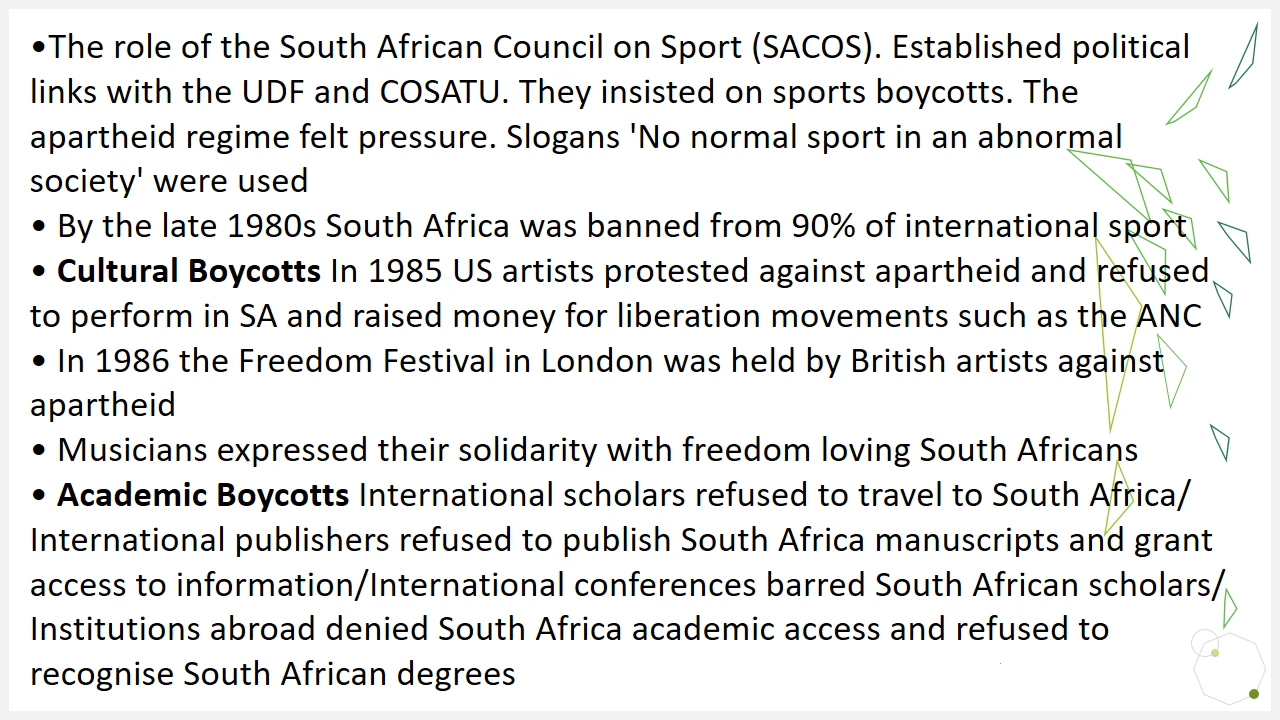 •The role of the South African Council on Sport (SACOS). Established political
links with the UDF and COSATU. They insisted on sports boycotts. The
apartheid regime felt pressure. Slogans 'No normal sport in an abnormal
society' were used
• By the late 1980s South Africa was banned from 90% of international sport
• Cultural Boycotts In 1985 US artists protested against apartheid and refused
to perform in SA and raised money for liberation movements such as the ANC
• In 1986 the Freedom Festival in London was held by British artists against
apartheid
• Musicians expressed their solidarity with freedom loving South Africans
• Academic Boycotts International scholars refused to travel to South Africa/
International publishers refused to publish South Africa manuscripts and grant
access to information/International conferences barred South African scholars/
Institutions abroad denied South Africa academic access and refused to
recognise South African degrees